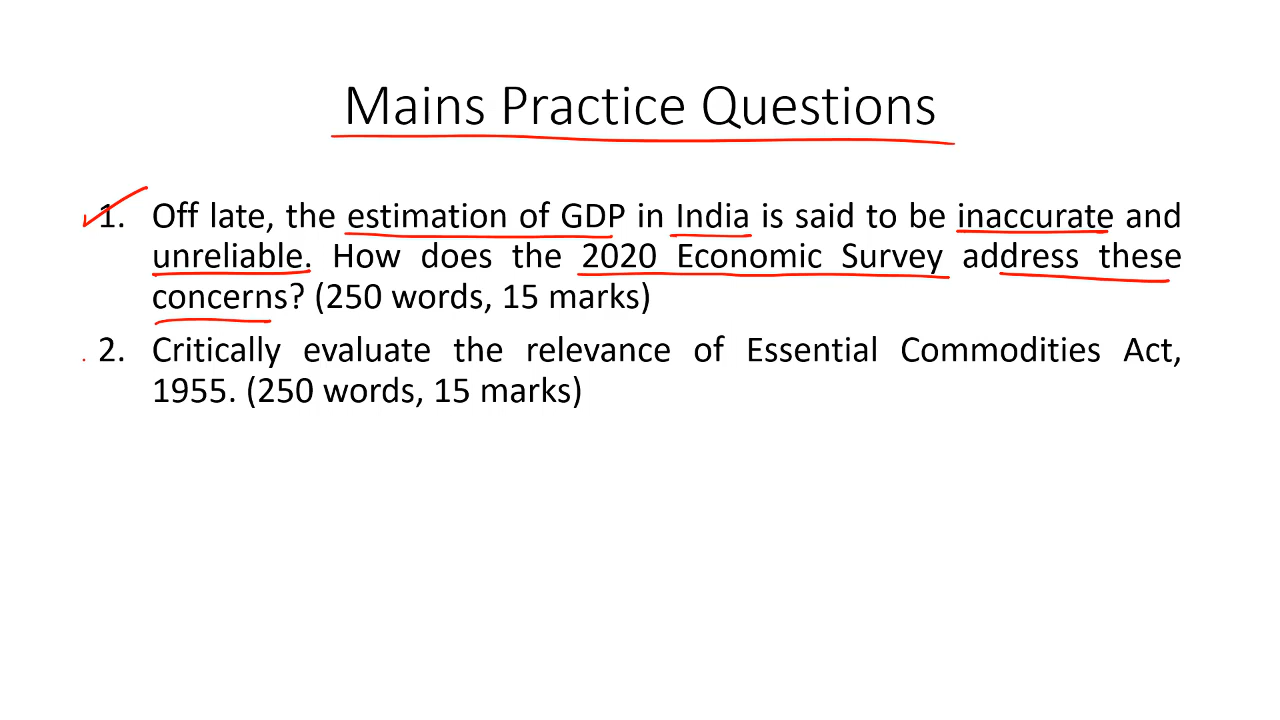 Mains Practice Questions
1. Off late, the estimation of GDP in India is said to be inaccurate and
unreliable. How does the 2020 Economic Survey address these
concerns? (250 words, 15 marks)
2. Critically evaluate the relevance of Essential Commodities Act,
1955. (250 words, 15 marks)